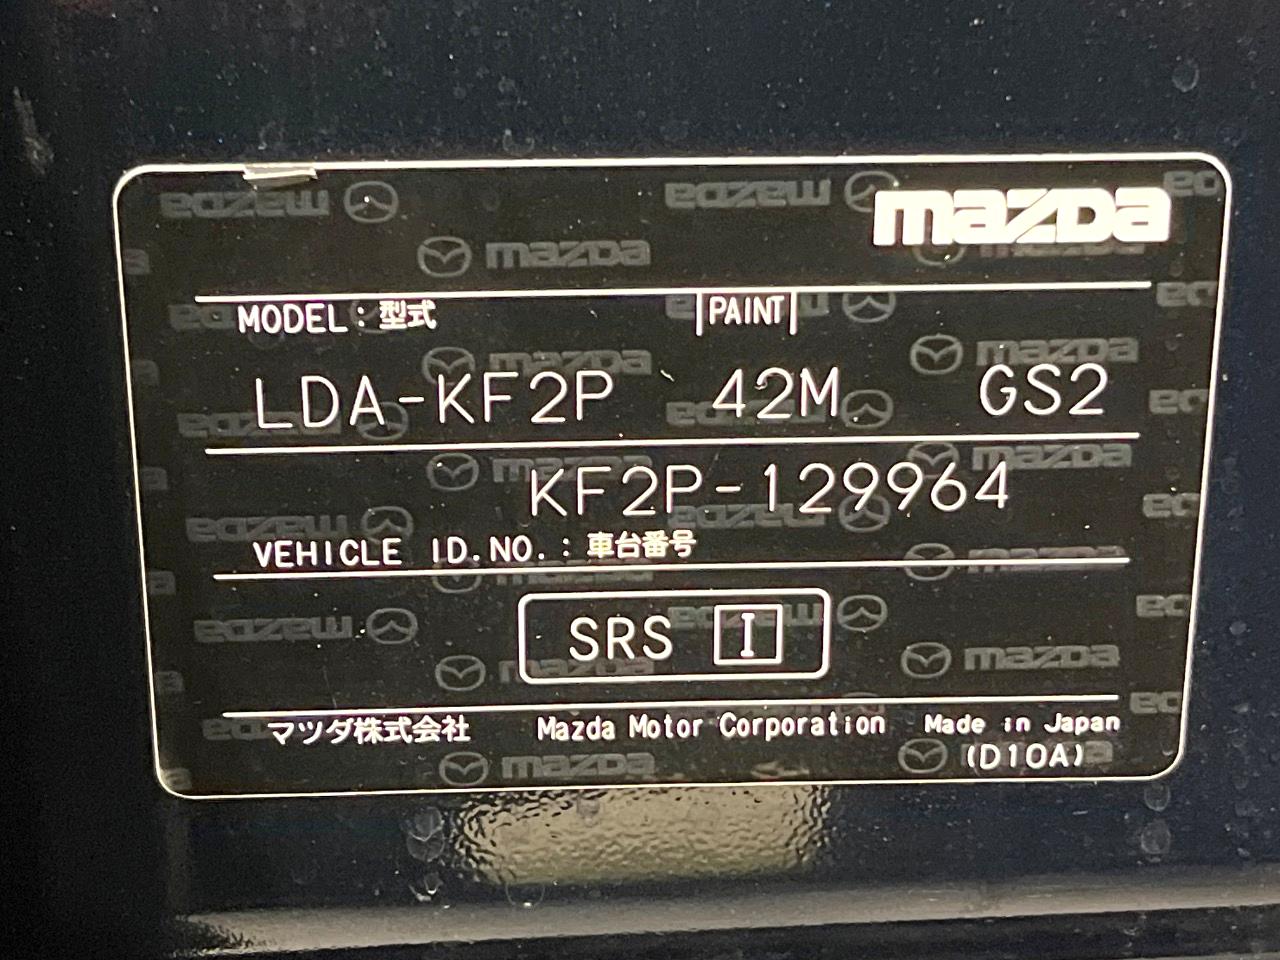 mazda
MODEL: 型式 PAINT
LDA-KF2P 42M GS2
KF2P-129964
VEHICLE ID.NO.: 車台番号
SRS I
マツダ株式会社 Mazda Motor Corporation Made in Japan
(D10A)